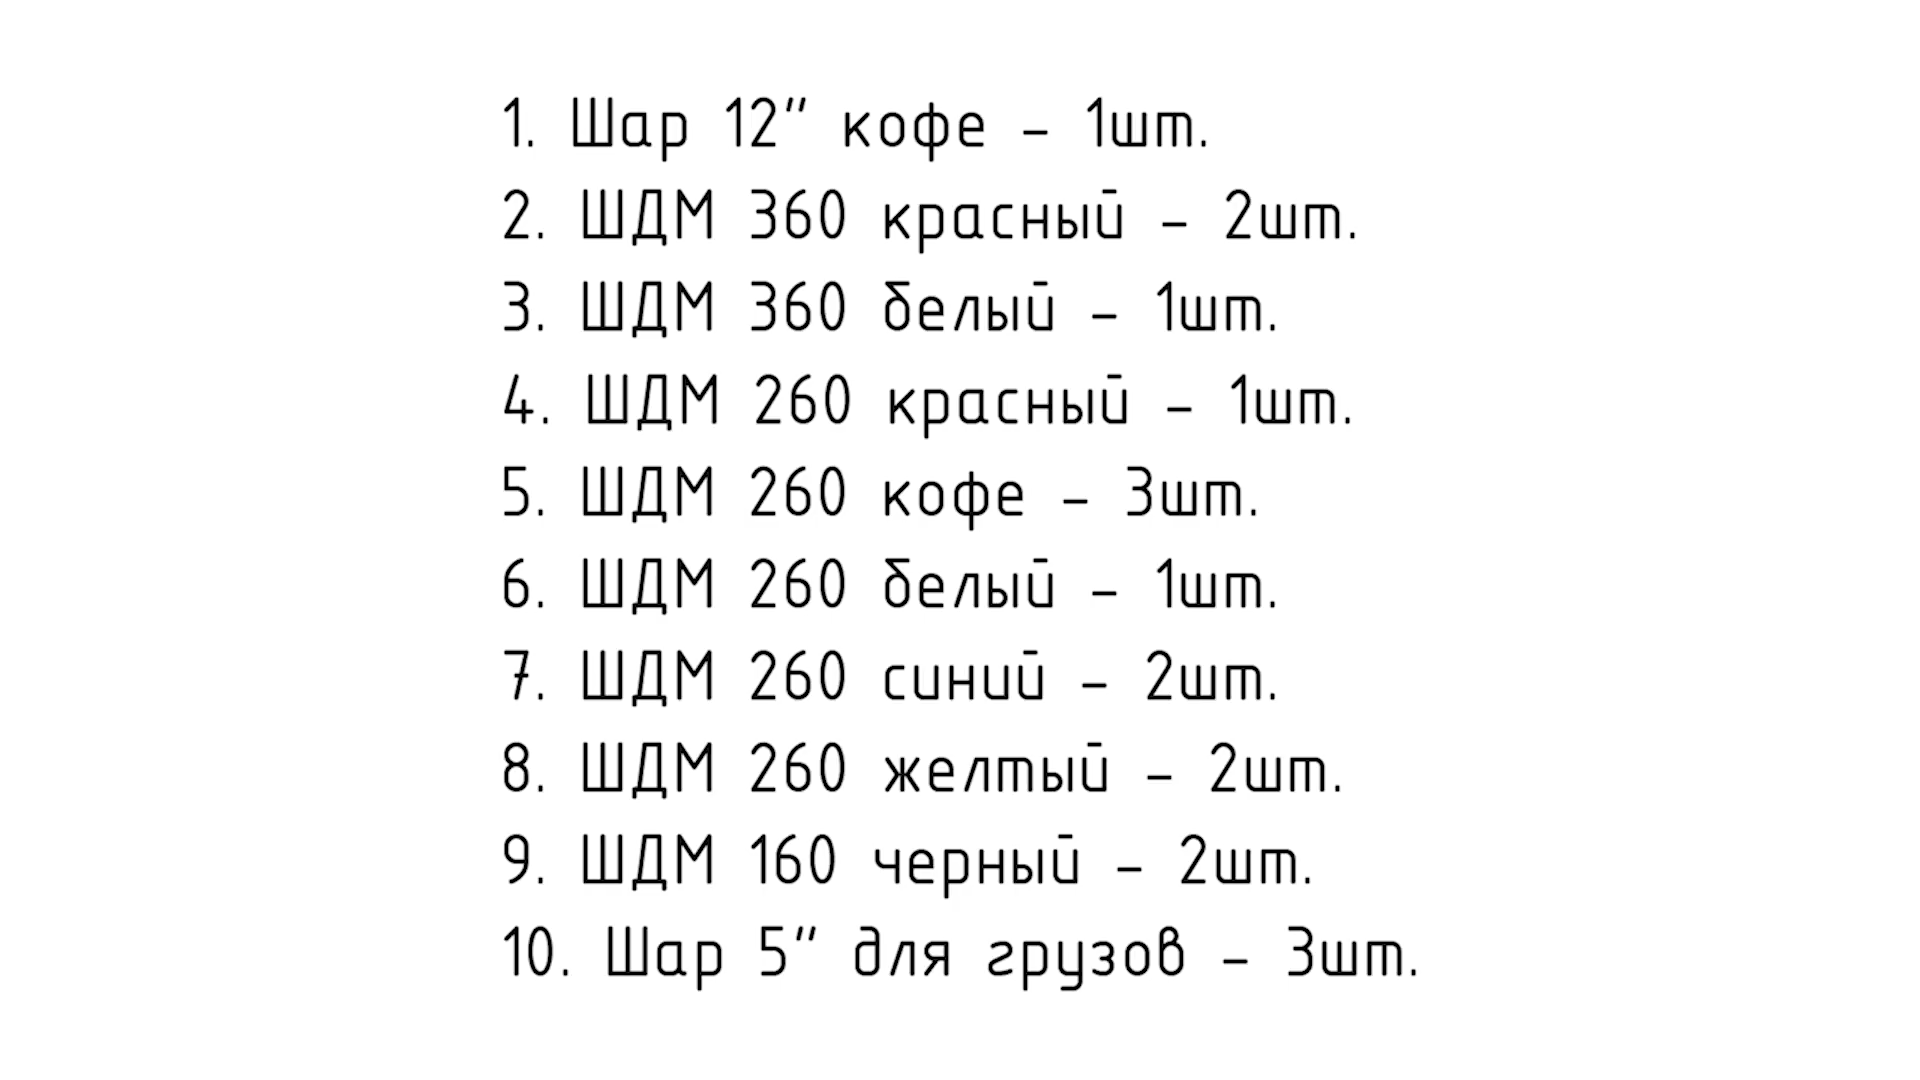 1. Шар 12" кофе – 1шт.
2. ШДМ 360 красный – 2шт.
3. ШДМ 360 белый – 1шт.
4. ШДМ 260 красный – 1шт.
5. ШДМ 260 кофе – 3шт.
6. ШДМ 260 белый – 1шт.
7. ШДМ 260 синий – 2шт.
8. ШДМ 260 желтый – 2шт.
9. ШДМ 160 черный – 2шт.
10. Шар 5" для грузов – 3шт.